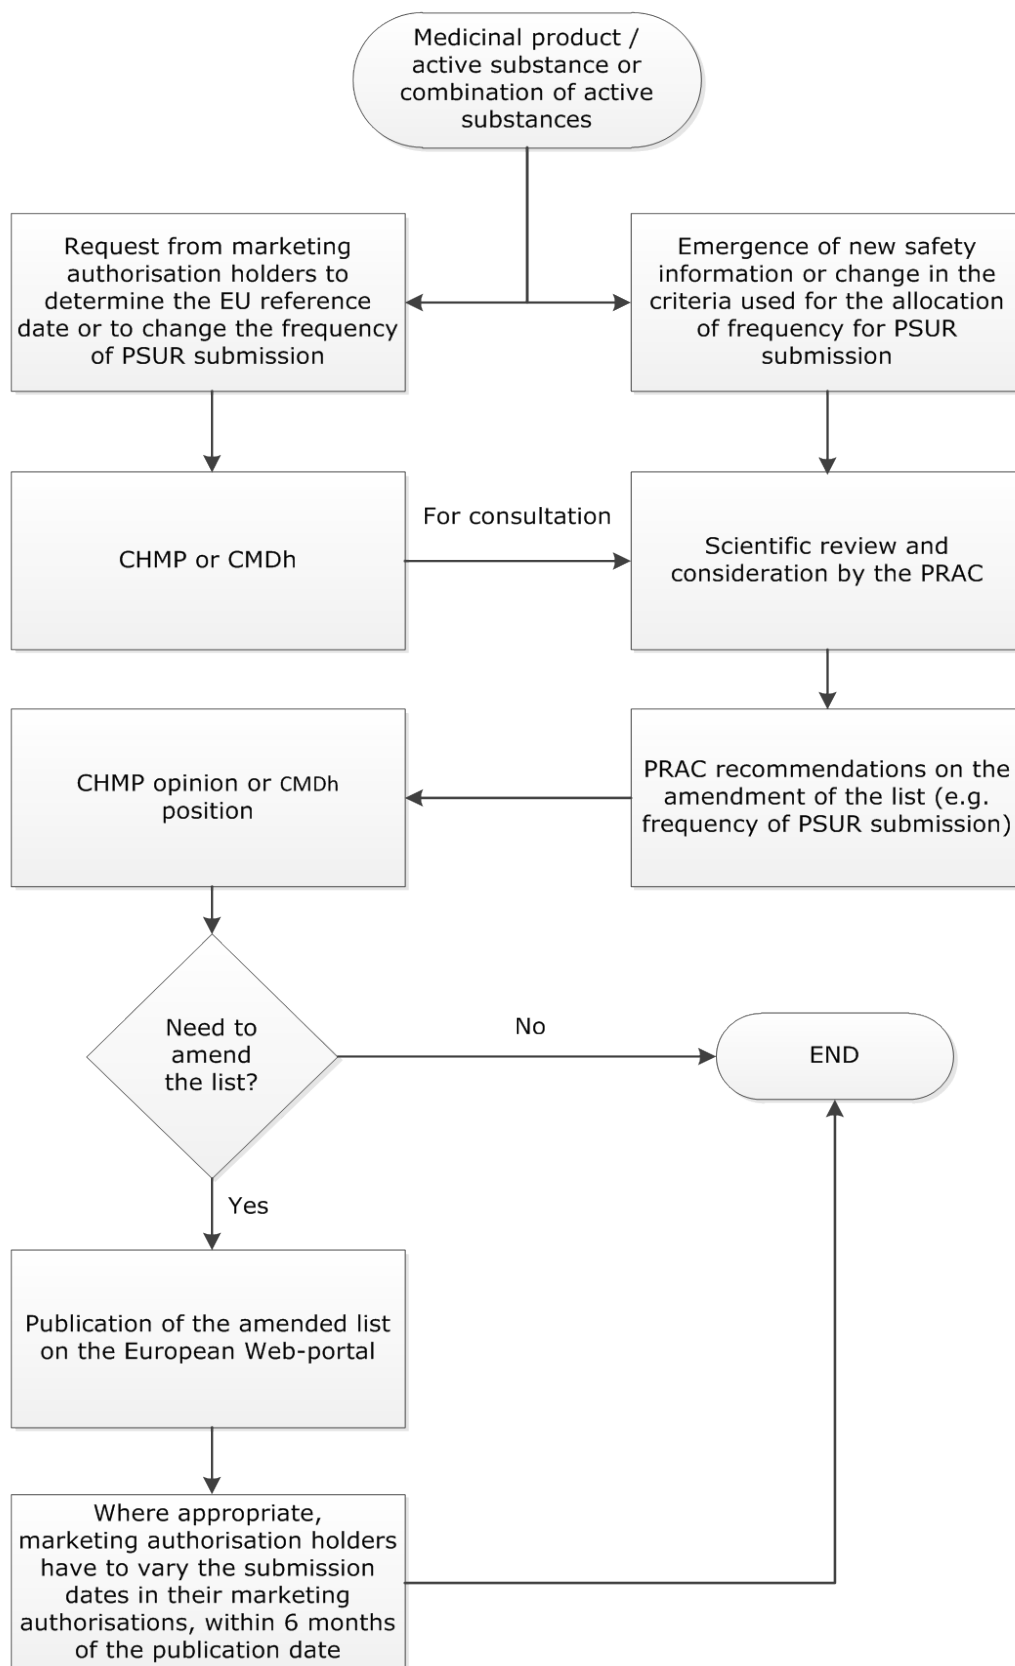 Medicinal product /
active substance or
combination of active
substances
Request from marketing
authorisation holders to
determine the EU reference
date or to change the frequency
of PSUR submission
Emergence of new safety
information or change in the
criteria used for the allocation
of frequency for PSUR
submission
CHMP or CMDh
For consultation
Scientific review and
consideration by the PRAC
PRAC recommendations on the
amendment of the list (e.g.
frequency of PSUR submission)
CHMP opinion or CMDh
position
Need to
amend
the list?
No
END
Yes
Publication of the amended list
on the European Web-portal
Where appropriate,
marketing authorisation holders
have to vary the submission
dates in their marketing
authorisations, within 6 months
of the publication date